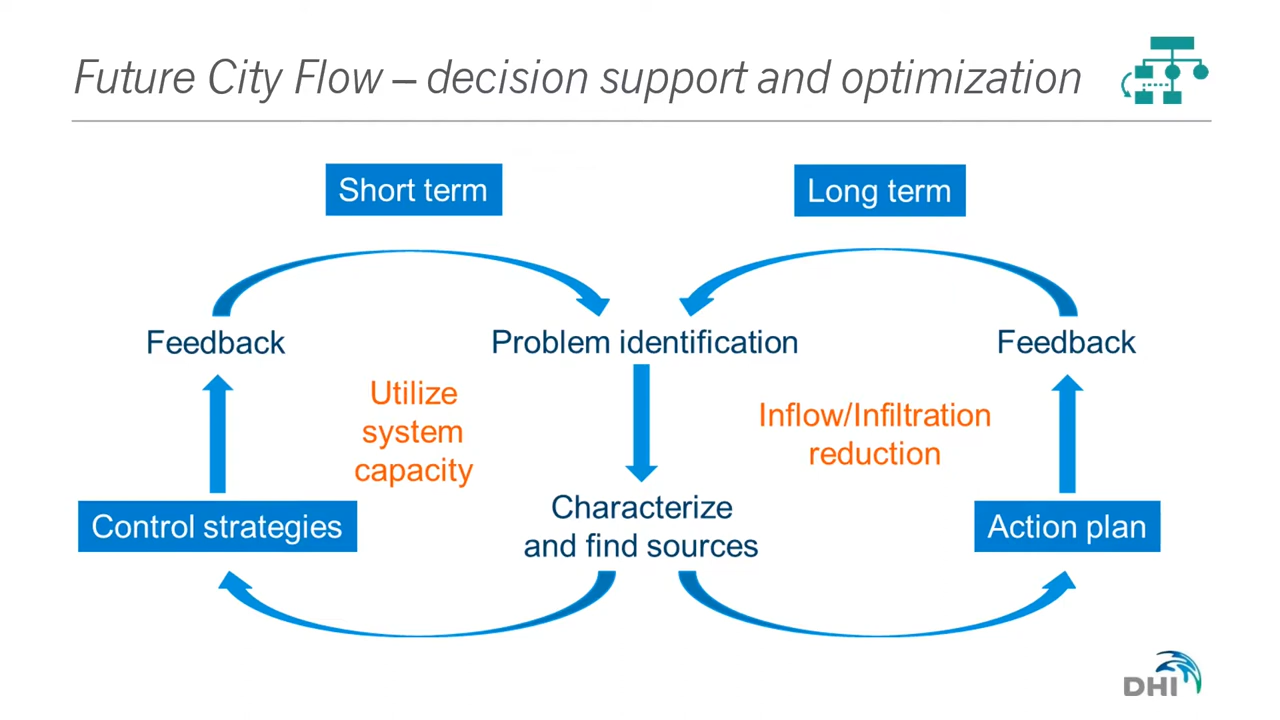 Future City Flow – decision support and optimization
Short term
Long term
Feedback
Problem identification
Feedback
Utilize
system
capacity
Inflow/Infiltration
reduction
Control strategies
Characterize
and find sources
Action plan
DHI